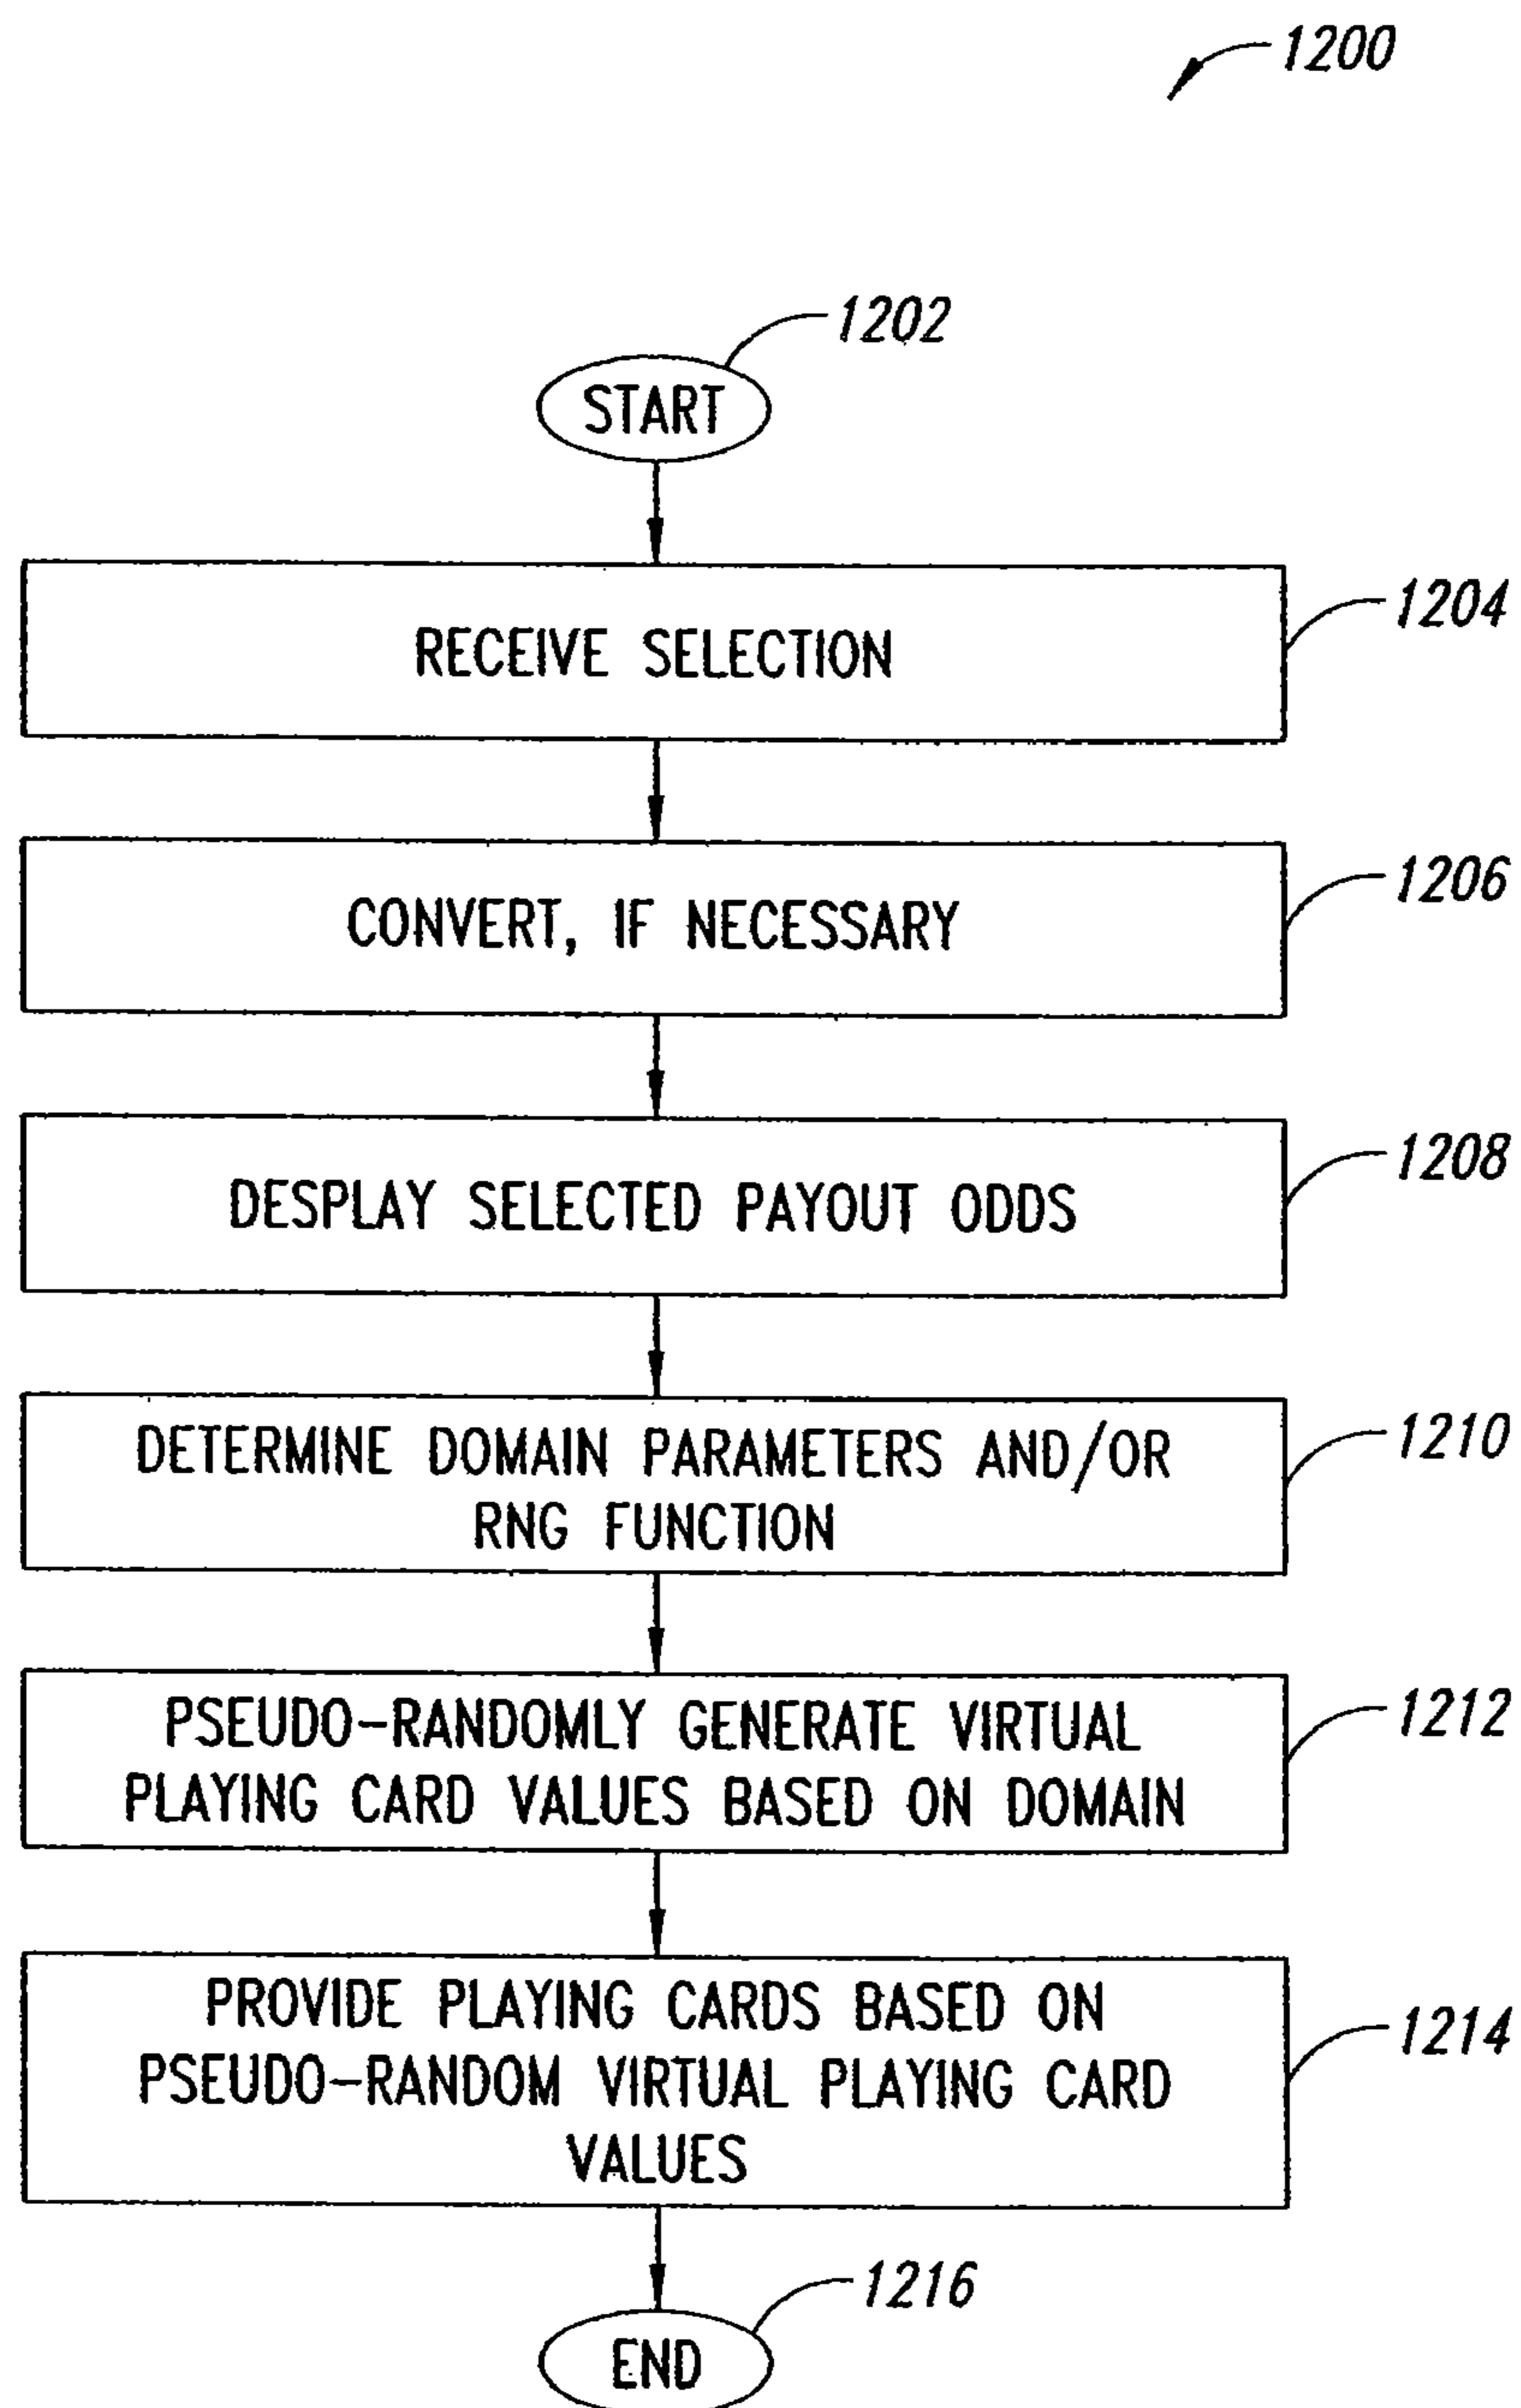 1200
1202
START
RECEIVE SELECTION
1204
CONVERT, IF NECESSARY
1206
DESPLAY SELECTED PAYOUT ODDS
1208
DETERMINE DOMAIN PARAMETERS AND/OR
RNG FUNCTION
1210
PSEUDO-RANDOMLY GENERATE VIRTUAL
PLAYING CARD VALUES BASED ON DOMAIN
1212
PROVIDE PLAYING CARDS BASED ON
PSEUDO-RANDOM VIRTUAL PLAYING CARD
VALUES
1214
1216
END